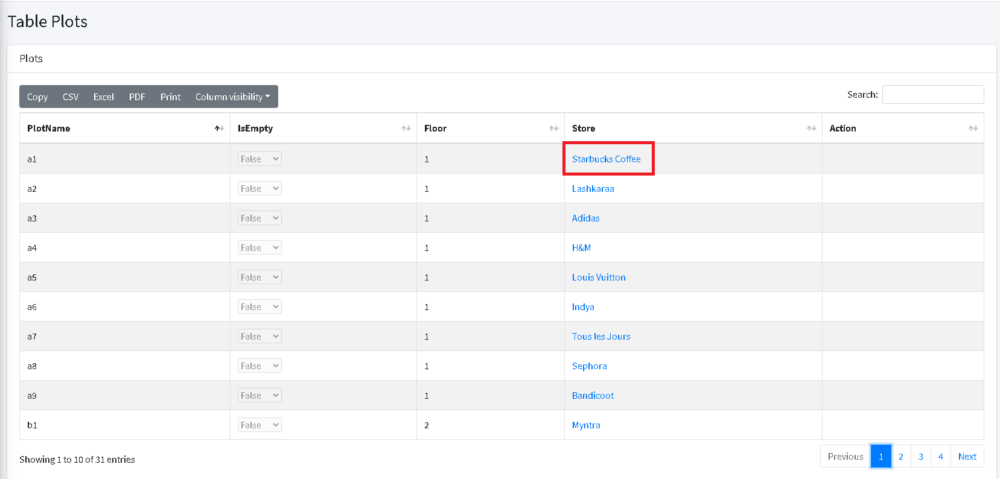 Table Plots
Plots
Copy CSV Excel PDF Print Column visibility Search:
PlotName IsEmpty Floor Store Action
a1 False 1 Starbucks Coffee
a2 False 1 Lashkaraa
a3 False 1 Adidas
a4 False 1 H&M
a5 False 1 Louis Vuitton
a6 False 1 Indya
a7 False 1 Tous les Jours
a8 False 1 Sephora
a9 False 1 Bandicoot
b1 False 2 Myntra
Showing 1 to 10 of 31 entries Previous 1 2 3 4 Next